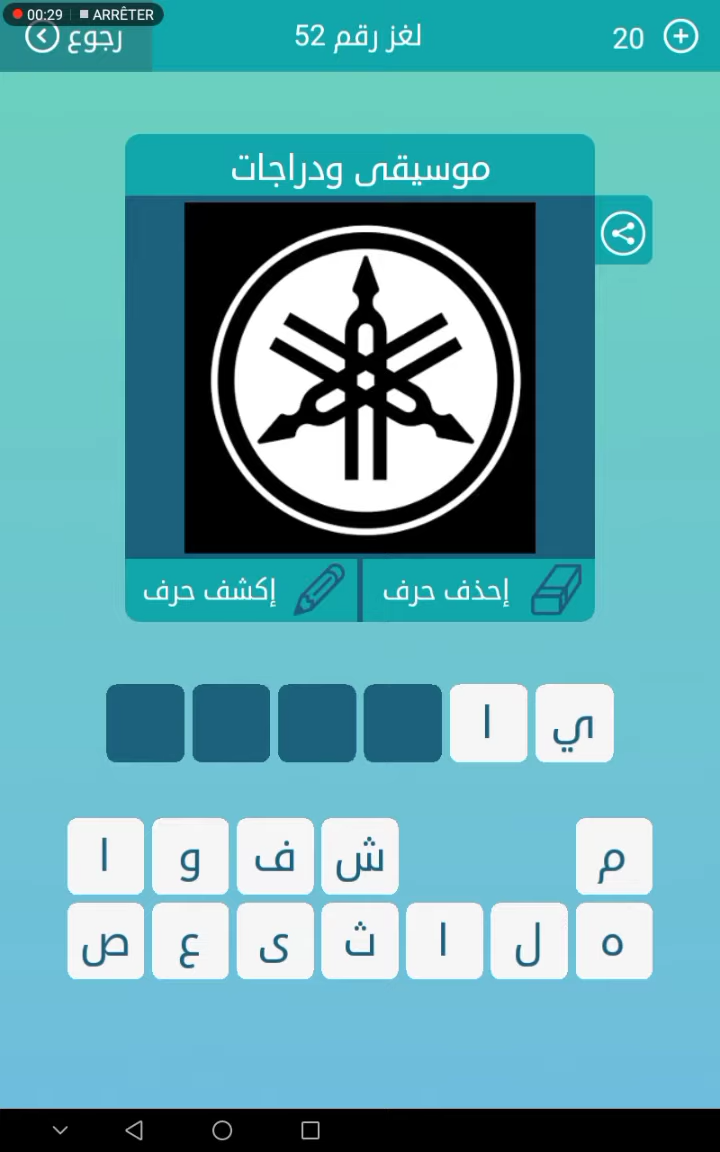 00:29 ARRÊTER
رجوع لغز رقم 52 20
موسيقى ودراجات
إحذف حرف إكشف حرف
ي ا
م ش ف و ا
ه ل ا ث ى ع ص